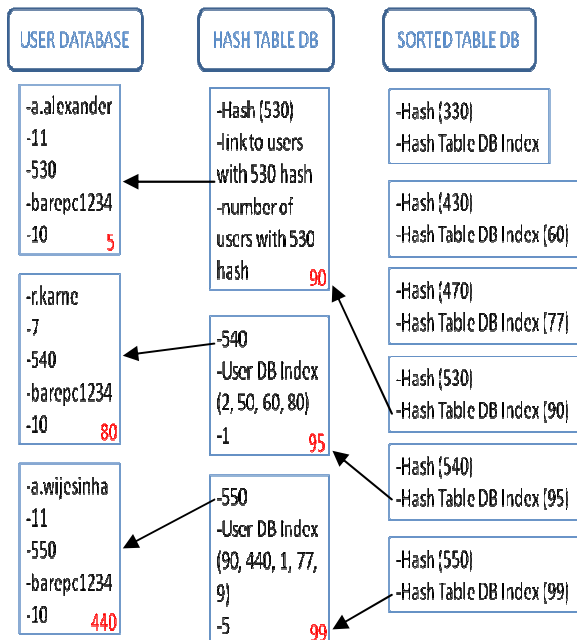 USER DATABASE
-a.alexander
-11
-530
-barepc1234
-10
5
-r.karne
-7
-540
-barepc1234
-10
80
-a.wijesinha
-11
-550
-barepc1234
-10
440
HASH TABLE DB
-Hash (530)
-link to users
with 530 hash
-number of
users with 530
hash
90
-540
-User DB Index
(2, 50, 60, 80)
-1
95
-550
-User DB Index
(90, 440, 1, 77,
9)
-5
99
SORTED TABLE DB
-Hash (330)
-Hash Table DB Index
-Hash (430)
-Hash Table DB Index (60)
-Hash (470)
-Hash Table DB Index (77)
-Hash (530)
-Hash Table DB Index (90)
-Hash (540)
-Hash Table DB Index (95)
-Hash (550)
-Hash Table DB Index (99)